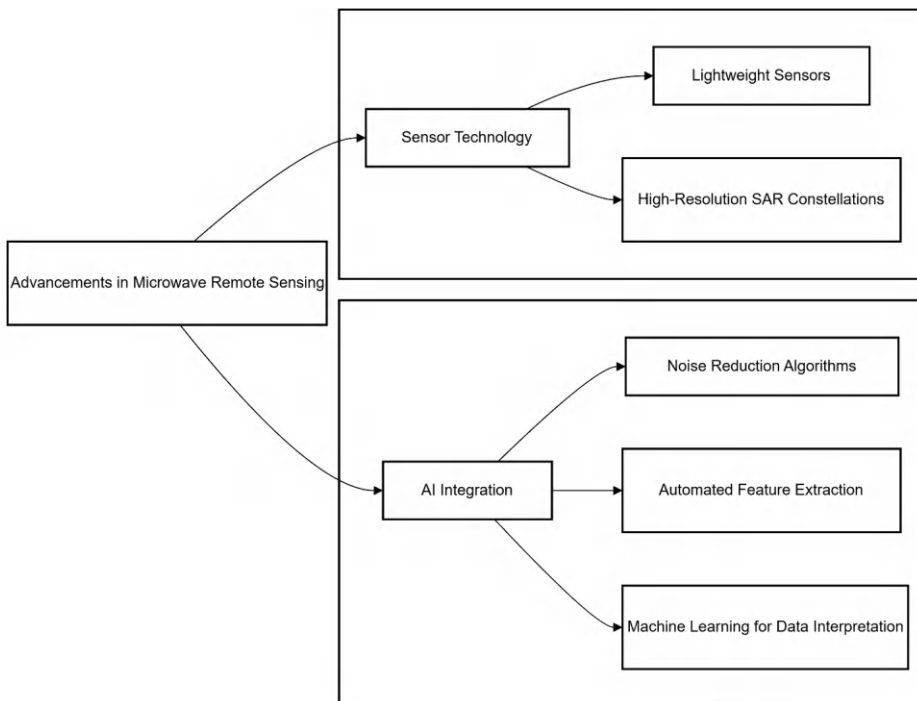 Lightweight Sensors
Sensor Technology
High-Resolution SAR Constellations
Advancements in Microwave Remote Sensing
Noise Reduction Algorithms
AI Integration
Automated Feature Extraction
Machine Learning for Data Interpretation